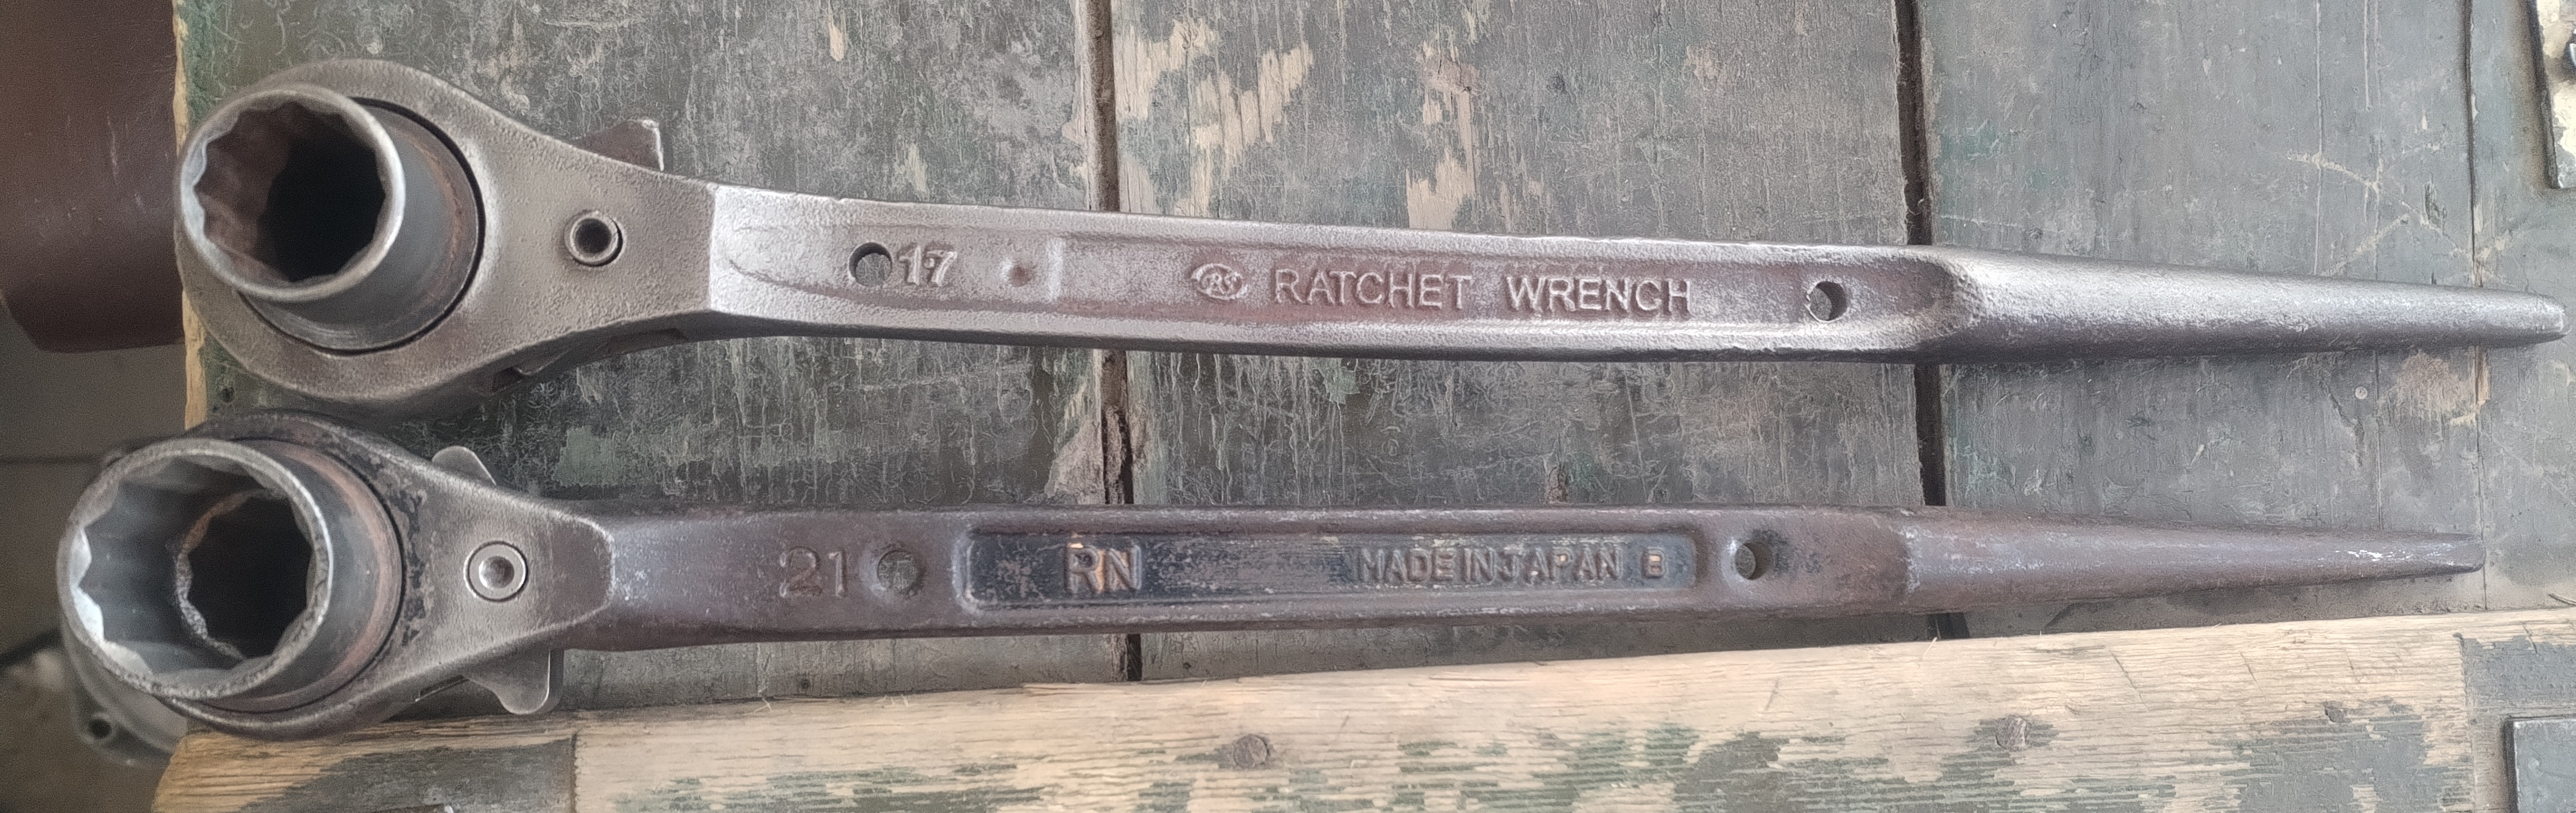 17 RS RATCHET WRENCH
21 RN MADE IN JAPAN B